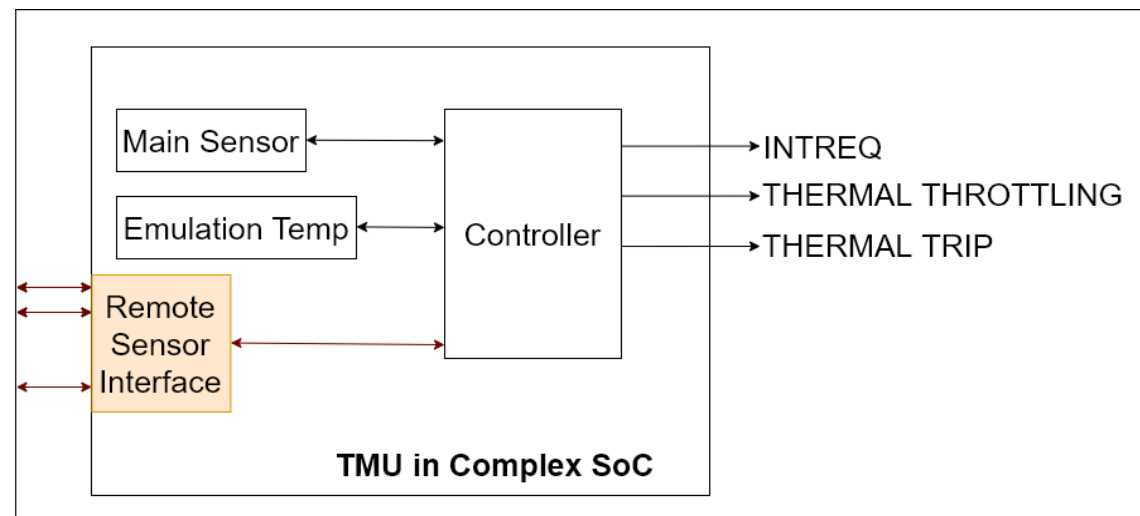 Main Sensor
INTREQ
THERMAL THROTTLING
Emulation Temp
Controller
THERMAL TRIP
Remote
Sensor
Interface
TMU in Complex SoC